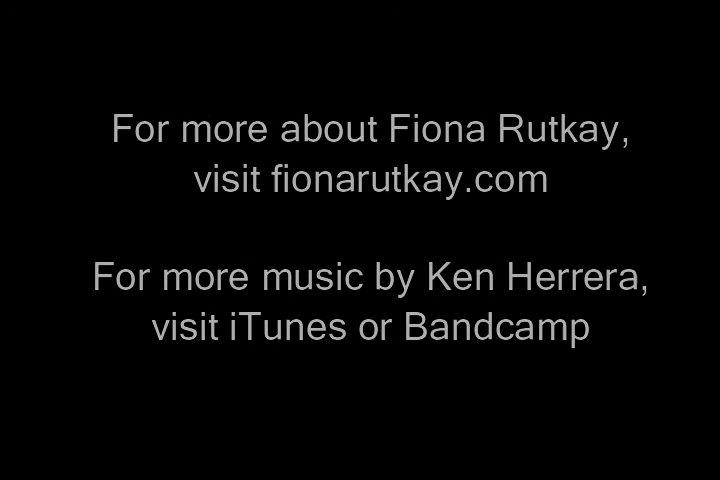 For more about Fiona Rutkay,
visit fionarutkay.com
For more music by Ken Herrera,
visit iTunes or Bandcamp